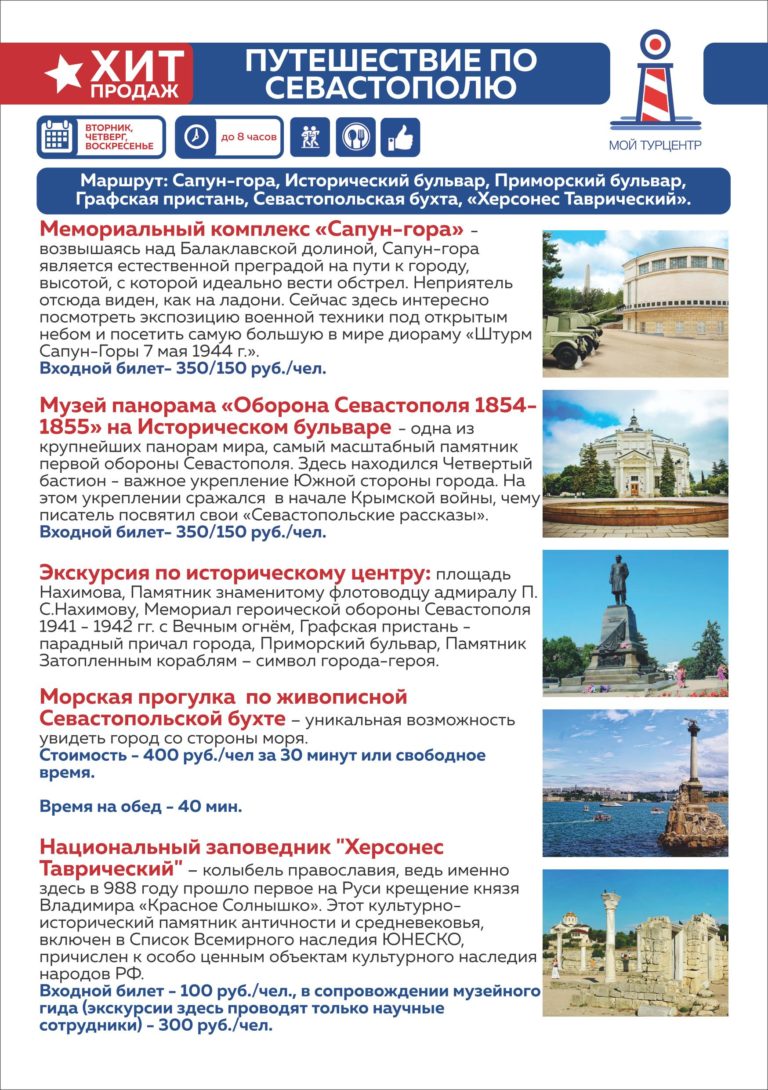 ХИТ
ПРОДАЖ
ПУТЕШЕСТВИЕ ПО
СЕВАСТОПОЛЮ
ВТОРНИК,
ЧЕТВЕРГ,
ВОСКРЕСЕНЬЕ
до 8 часов
МОЙ ТУРЦЕНТР
Маршрут: Сапун-гора, Исторический бульвар, Приморский бульвар,
Графская пристань, Севастопольская бухта, «Херсонес Таврический».
Мемориальный комплекс «Сапун-гора» -
возвышаясь над Балаклавской долиной, Сапун-гора
является естественной преградой на пути к городу,
высотой, с которой идеально вести обстрел. Неприятель
отсюда виден, как на ладони. Сейчас здесь интересно
посмотреть экспозицию военной техники под открытым
небом и посетить самую большую в мире диораму «Штурм
Сапун-Горы 7 мая 1944 г.».
Входной билет- 350/150 руб./чел.
Музей панорама «Оборона Севастополя 1854-
1855» на Историческом бульваре - одна из
крупнейших панорам мира, самый масштабный памятник
первой обороны Севастополя. Здесь находился Четвертый
бастион - важное укрепление Южной стороны города. На
этом укреплении сражался в начале Крымской войны, чему
писатель посвятил свои «Севастопольские рассказы».
Входной билет- 350/150 руб./чел.
Экскурсия по историческому центру: площадь
Нахимова, Памятник знаменитому флотоводцу адмиралу П.
С.Нахимову, Мемориал героической обороны Севастополя
1941 - 1942 гг. с Вечным огнём, Графская пристань -
парадный причал города, Приморский бульвар, Памятник
Затопленным кораблям – символ города-героя.
Морская прогулка по живописной
Севастопольской бухте – уникальная возможность
увидеть город со стороны моря.
Стоимость - 400 руб./чел за 30 минут или свободное
время.
Время на обед - 40 мин.
Национальный заповедник "Херсонес
Таврический" – колыбель православия, ведь именно
здесь в 988 году прошло первое на Руси крещение князя
Владимира «Красное Солнышко». Этот культурно-
исторический памятник античности и средневековья,
включен в Список Всемирного наследия ЮНЕСКО,
причислен к особо ценным объектам культурного наследия
народов РФ.
Входной билет - 100 руб./чел., в сопровождении музейного
гида (экскурсии здесь проводят только научные
сотрудники) - 300 руб./чел.